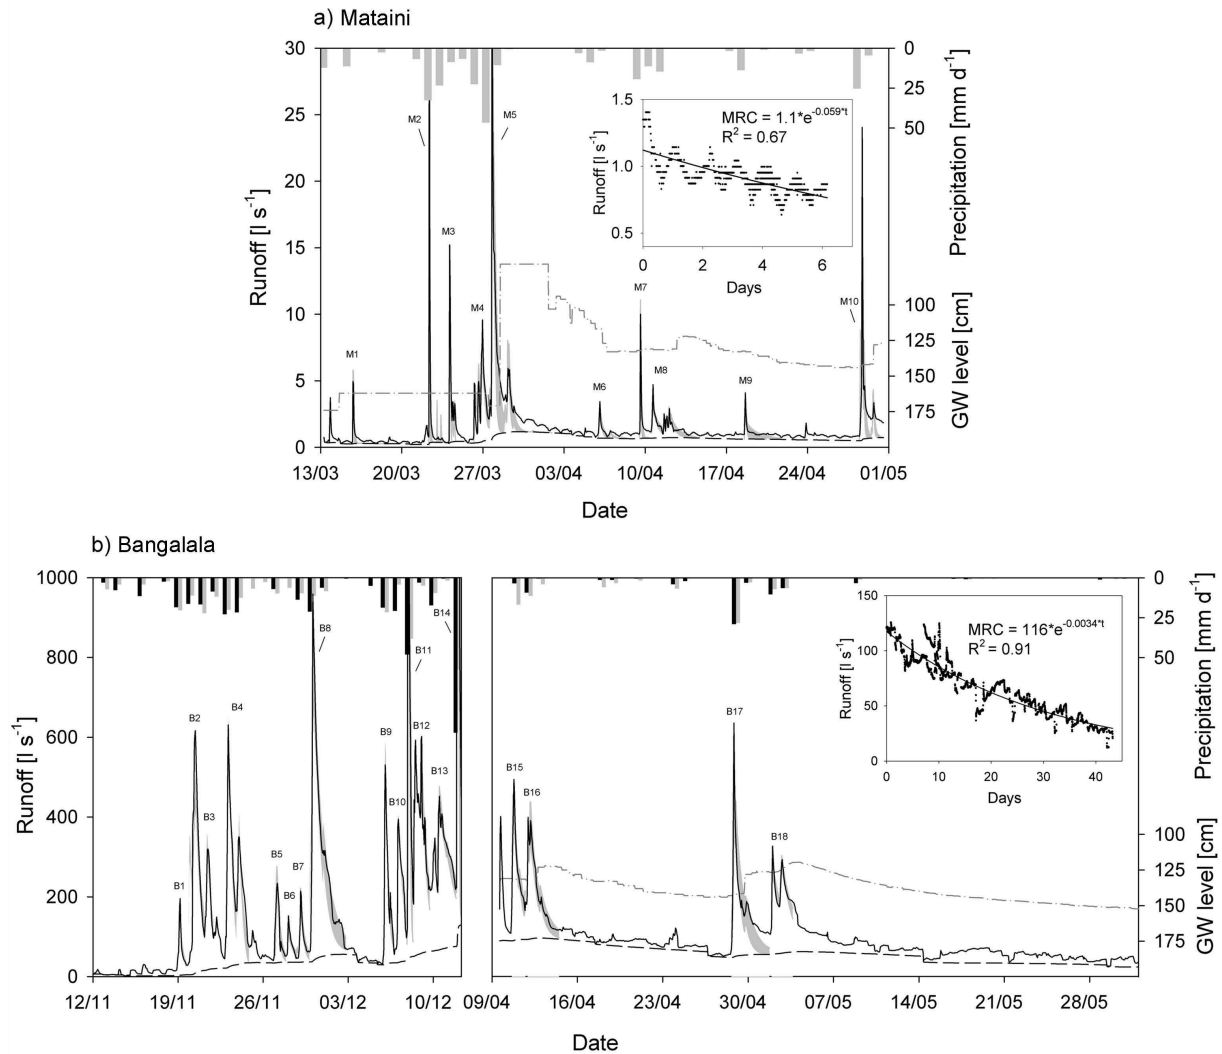 a) Mataini
30
25
20
15
10
5
0
Runoff [l s-1]
0
25
50
Precipitation [mm d-1]
100
125
150
175
GW level [cm]
M1
M2
M3
M4
M5
M6
M7
M8
M9
M10
1.5
1.0
0.5
Runoff [l s-1]
MRC = 1.1*e-0.059*t
R2 = 0.67
0 2 4 6
Days
13/03 20/03 27/03 03/04 10/04 17/04 24/04 01/05
Date
b) Bangalala
1000
800
600
400
200
0
Runoff [l s-1]
B1
B2
B3
B4
B5
B6
B7
B8
B9
B10
B11
B12
B13
B14
B15
B16
B17
B18
0
25
50
Precipitation [mm d-1]
100
125
150
175
GW level [cm]
150
100
50
0
Runoff [l s-1]
MRC = 116*e-0.0034*t
R2 = 0.91
0 10 20 30 40
Days
12/11 19/11 26/11 03/12 10/12 09/04 16/04 23/04 30/04 07/05 14/05 21/05 28/05
Date